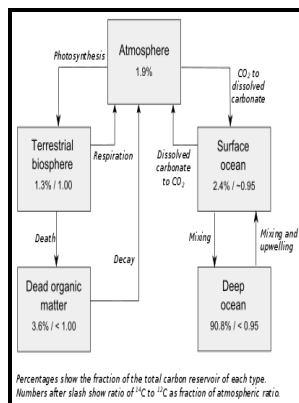 Photosynthesis
Atmosphere
1.9%
CO₂ to
dissolved
carbonate
Terrestrial
biosphere
1.3% / 1.00
Respiration
Dissolved
carbonate
to CO₂
Surface
ocean
2.4% / ~0.95
Death
Decay
Mixing
Mixing and
upwelling
Dead organic
matter
3.6% / < 1.00
Deep
ocean
90.8% / < 0.95
Percentages show the fraction of the total carbon reservoir of each type.
Numbers after slash show ratio of ¹⁴C to ¹²C as fraction of atmospheric ratio.